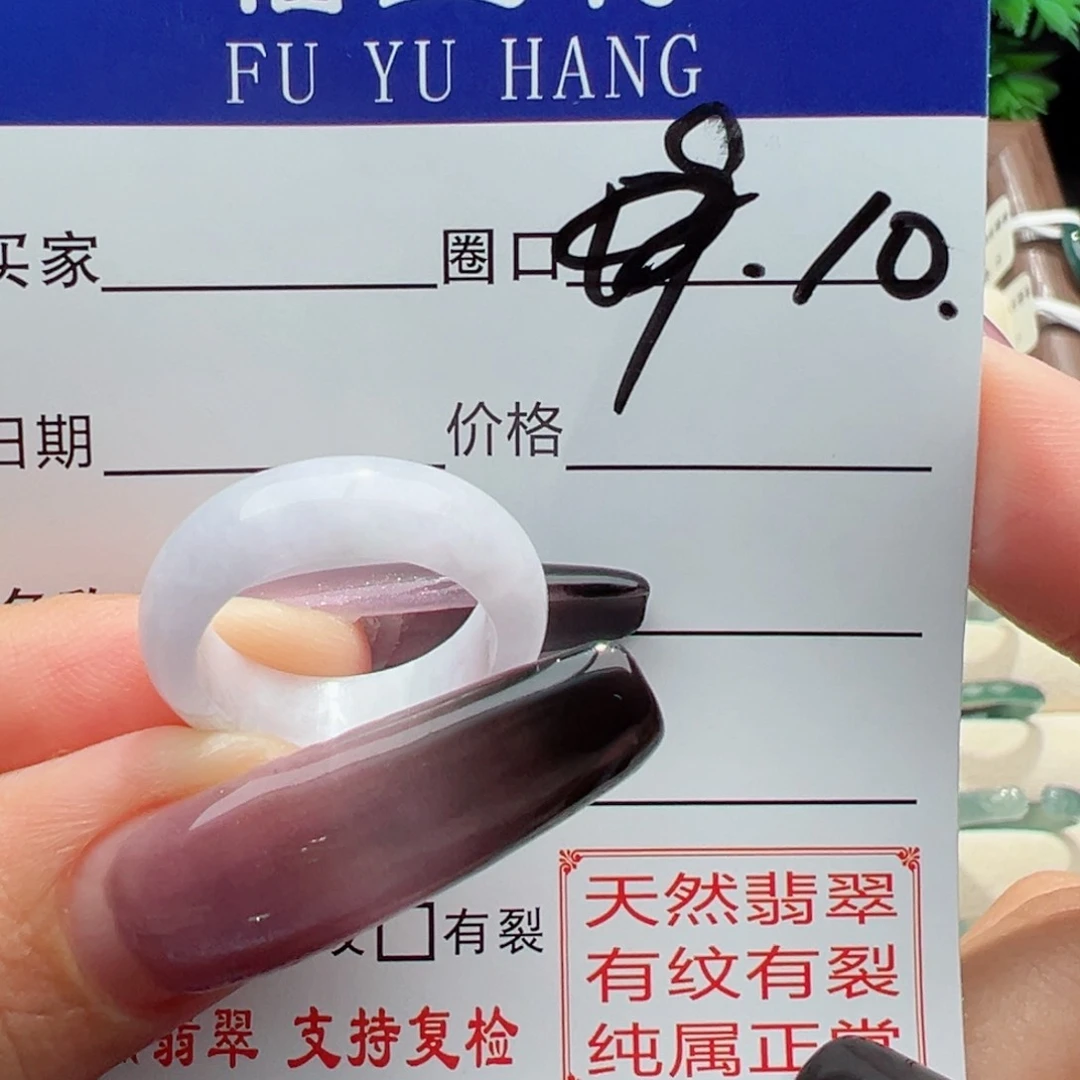 FU YU HANG
买家 圈口 9.10.
日期 价格
有裂
天然翡翠
有纹有裂
纯属正常
翡翠 支持复检